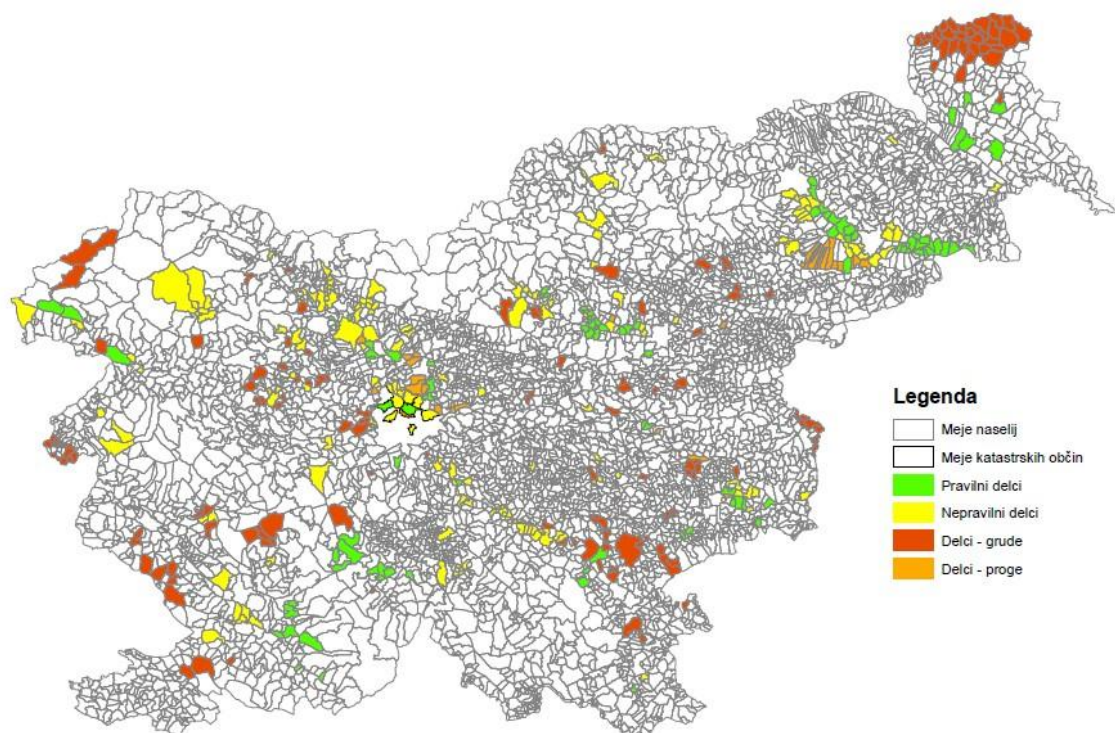 Legenda
Meje naselij
Meje katastrskih občin
Pravilni delci
Nepravilni delci
Delci - grude
Delci - proge